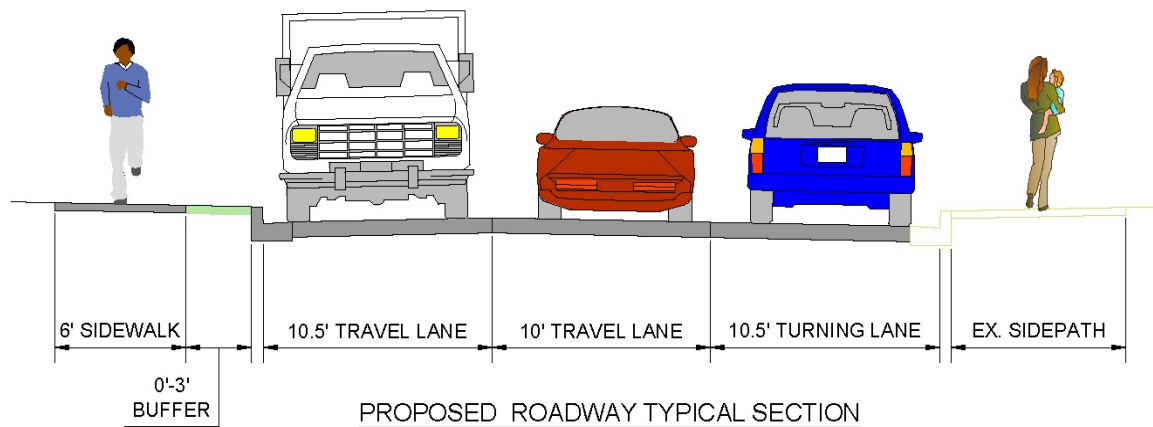 6' SIDEWALK
10.5' TRAVEL LANE
10' TRAVEL LANE
10.5' TURNING LANE
EX. SIDEPATH
0'-3'
BUFFER
PROPOSED ROADWAY TYPICAL SECTION